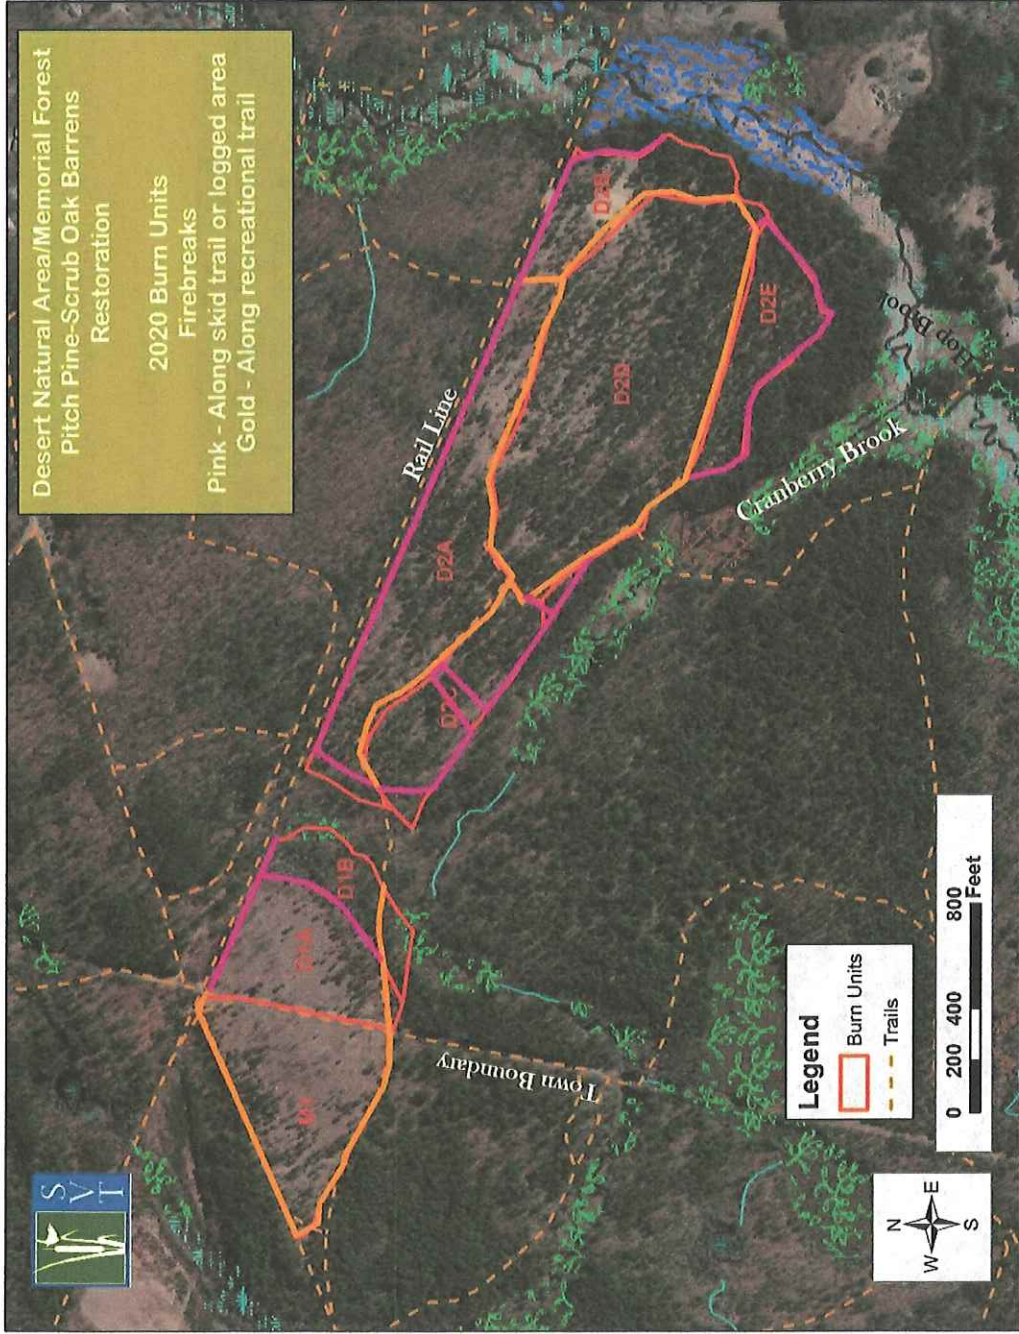 Desert Natural Area/Memorial Forest
Pitch Pine-Scrub Oak Barrens
Restoration
2020 Burn Units
Firebreaks
Pink - Along skid trail or logged area
Gold - Along recreational trail
SVT
Rail Line
M1
D1A
D1B
D2A
D2B
D2C
D2D
D2E
Town Boundary
Cranberry Brook
Hop Brook
Legend
Burn Units
Trails
0 200 400 800
Feet
N
W E
S